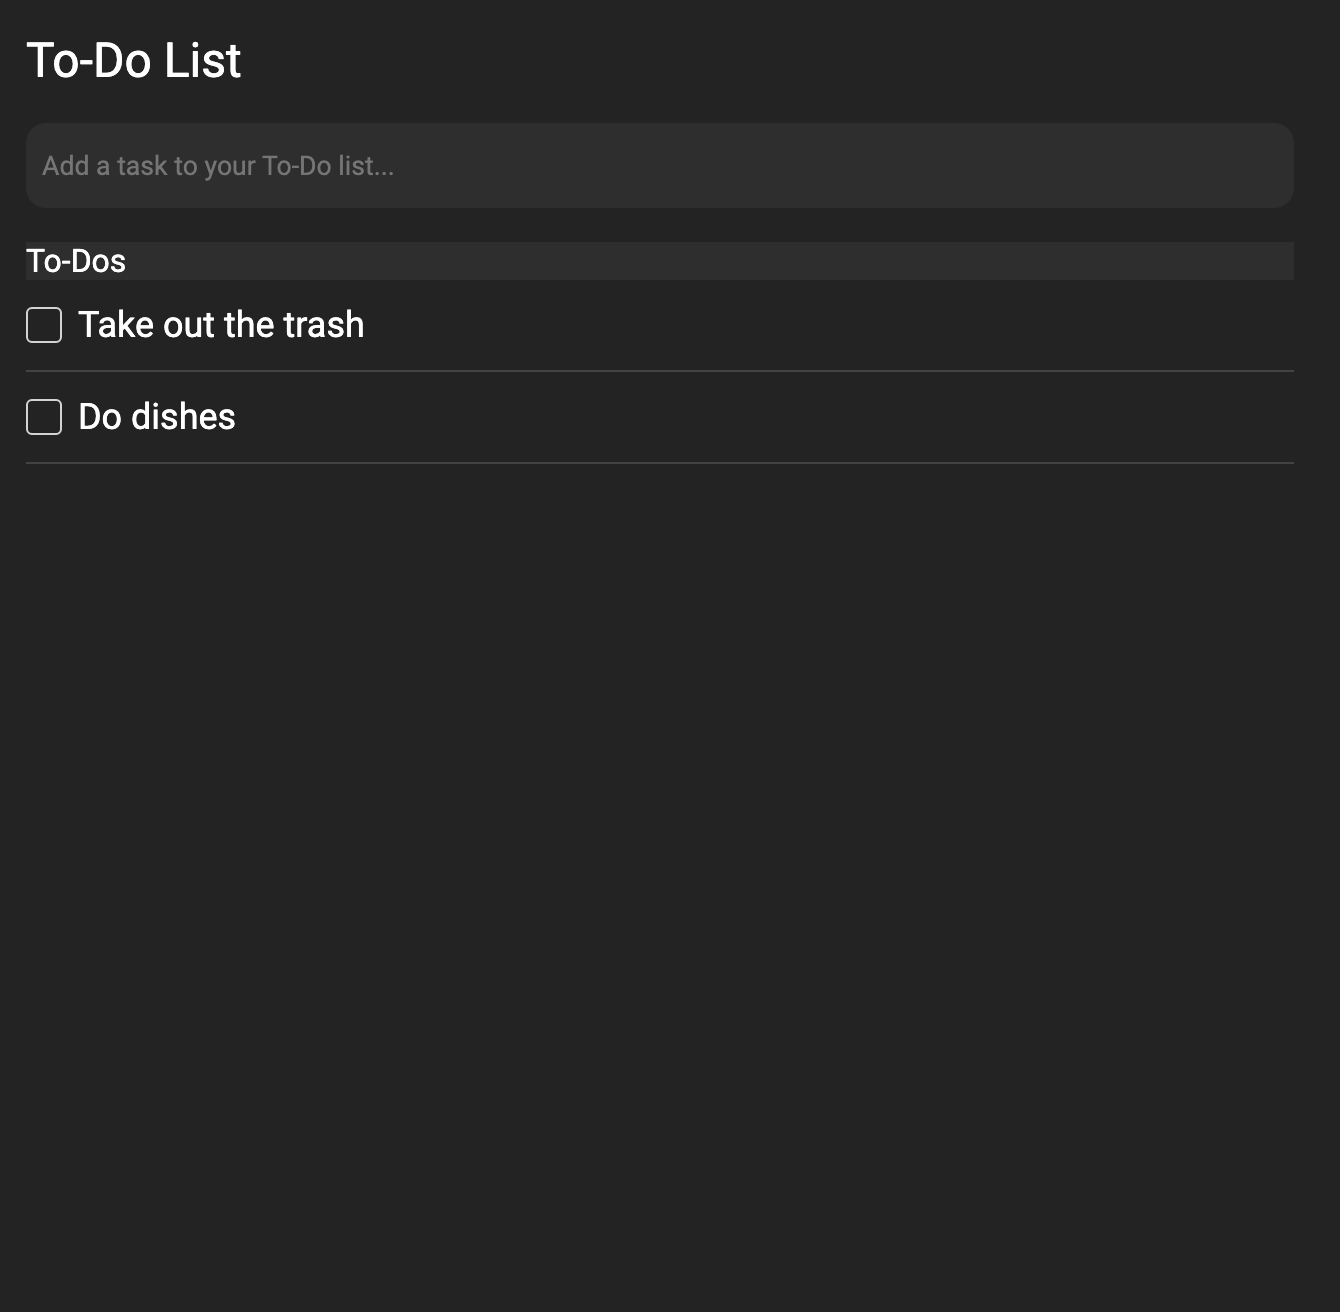 To-Do List
Add a task to your To-Do list...
To-Dos
Take out the trash
Do dishes